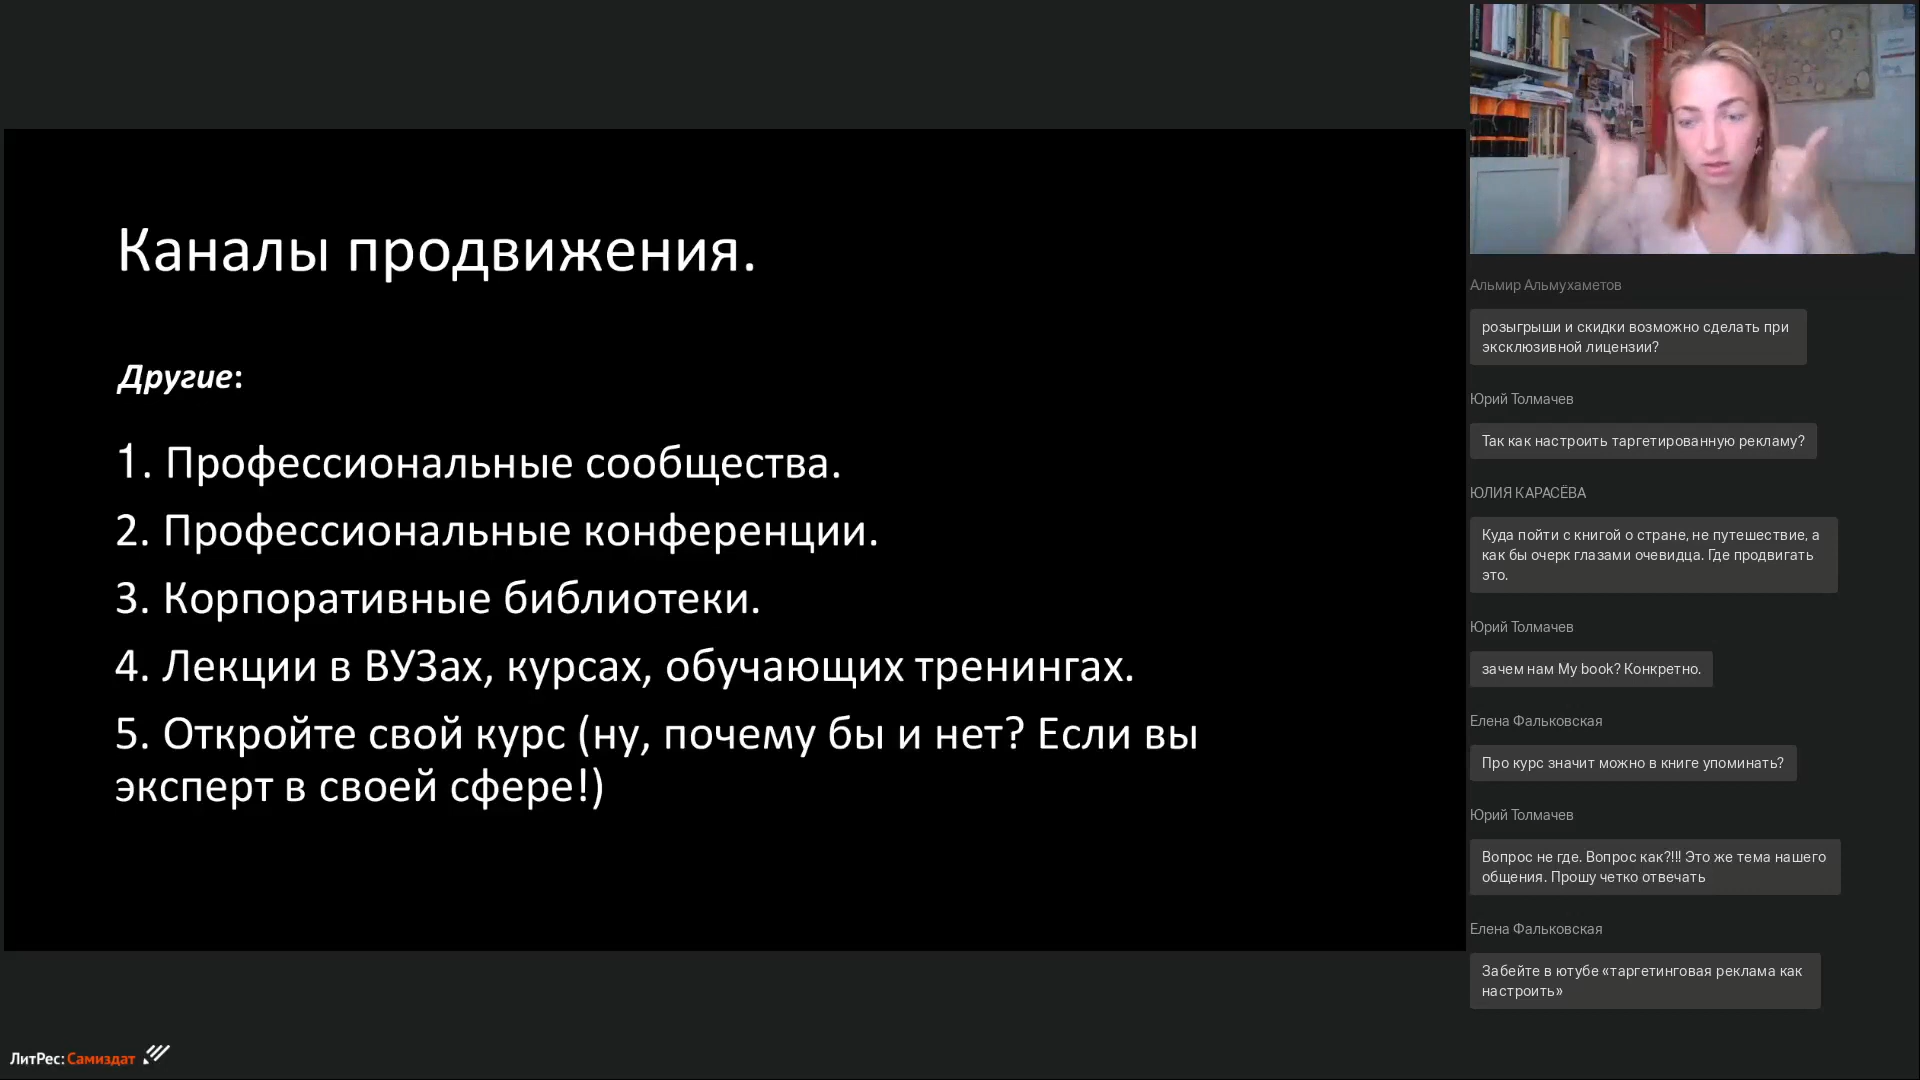 Каналы продвижения.
Другие:
1. Профессиональные сообщества.
2. Профессиональные конференции.
3. Корпоративные библиотеки.
4. Лекции в ВУЗах, курсах, обучающих тренингах.
5. Откройте свой курс (ну, почему бы и нет? Если вы
эксперт в своей сфере!)
ЛитРес: Самиздат
Альмир Альмухаметов
розыгрыши и скидки возможно сделать при
эксклюзивной лицензии?
Юрий Толмачев
Так как настроить таргетированную рекламу?
ЮЛИЯ КАРАСЁВА
Куда пойти с книгой о стране, не путешествие, а
как бы очерк глазами очевидца. Где продвигать
это.
Юрий Толмачев
зачем нам My book? Конкретно.
Елена Фальковская
Про курс значит можно в книге упоминать?
Юрий Толмачев
Вопрос не где. Вопрос как?!!! Это же тема нашего
общения. Прошу четко отвечать
Елена Фальковская
Забейте в ютубе «таргетинговая реклама как
настроить»